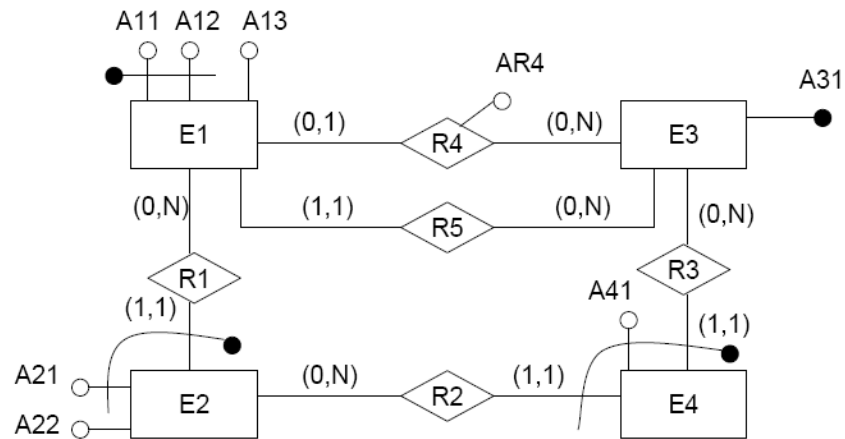 A11 A12 A13
AR4
A31
E1 (0,1) R4 (0,N) E3
(0,N) (1,1) R5 (0,N) (0,N)
R1 R3
(1,1) A41 (1,1)
A21
E2 (0,N) R2 (1,1) E4
A22